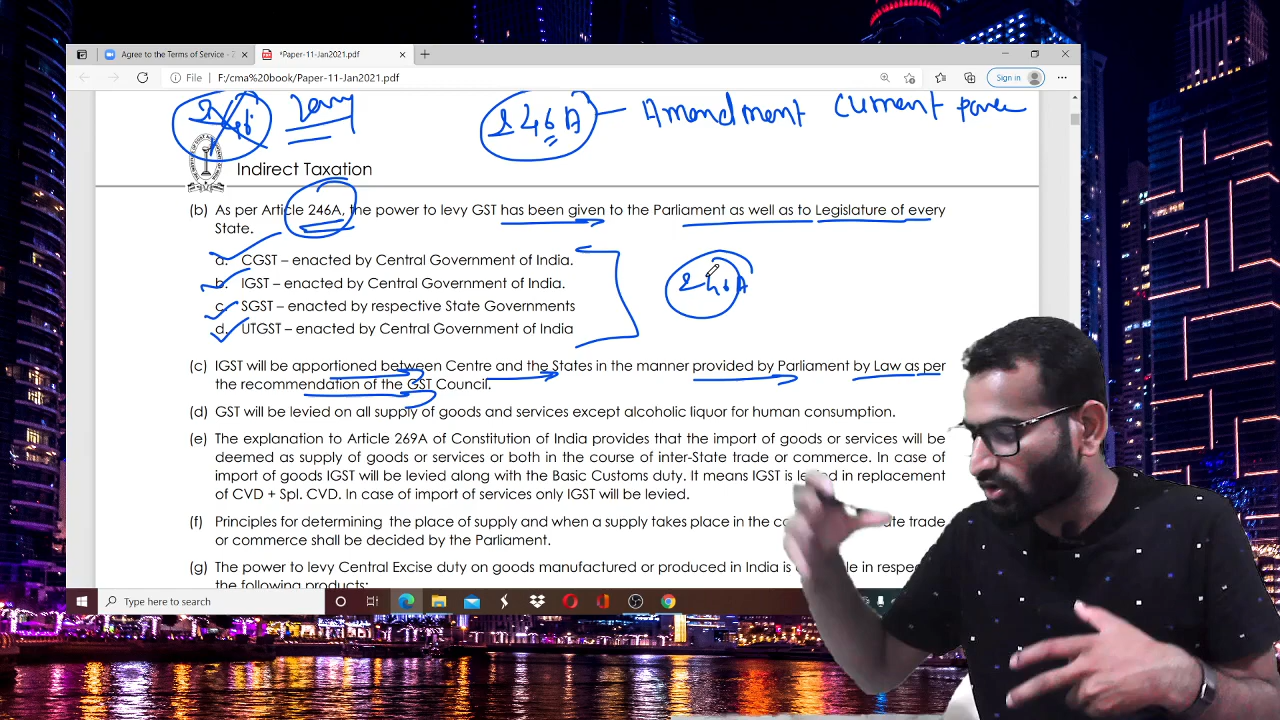 Agree to the Terms of Service - Z
*Paper-11-Jan2021.pdf
File
F:/cma%20book/Paper-11-Jan2021.pdf
Sign in
Levy
246A — Amendment Current power
Indirect Taxation
(b) As per Article 246A, the power to levy GST has been given to the Parliament as well as to Legislature of every
State.
a. CGST – enacted by Central Government of India.
b. IGST – enacted by Central Government of India.
c. SGST – enacted by respective State Governments
d. UTGST – enacted by Central Government of India
246A
(c) IGST will be apportioned between Centre and the States in the manner provided by Parliament by Law as per
the recommendation of the GST Council.
(d) GST will be levied on all supply of goods and services except alcoholic liquor for human consumption.
(e) The explanation to Article 269A of Constitution of India provides that the import of goods or services will be
deemed as supply of goods or services or both in the course of inter-State trade or commerce. In case of
import of goods IGST will be levied along with the Basic Customs duty. It means IGST is levied in replacement
of CVD + Spl. CVD. In case of import of services only IGST will be levied.
(f) Principles for determining the place of supply and when a supply takes place in the trade
or commerce shall be decided by the Parliament.
(g) The power to levy Central Excise duty on goods manufactured or produced in India is in
the following products:
Type here to search